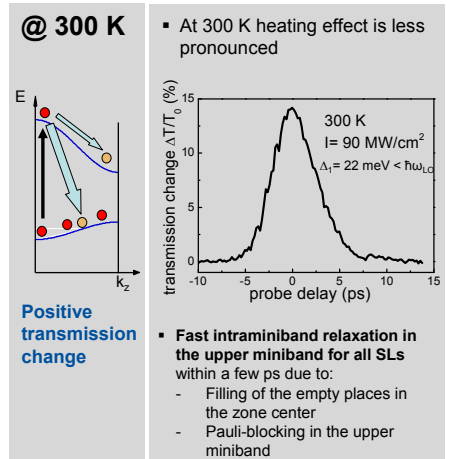 @ 300 K
E
k_z
Positive
transmission
change
▪ At 300 K heating effect is less
pronounced
transmission change ΔT/T₀ (%)
15
10
5
0
300 K
I= 90 MW/cm²
Δ₁= 22 meV < ħω_LO
-10 -5 0 5 10 15
probe delay (ps)
▪ Fast intraminiband relaxation in
the upper miniband for all SLs
within a few ps due to:
- Filling of the empty places in
the zone center
- Pauli-blocking in the upper
miniband